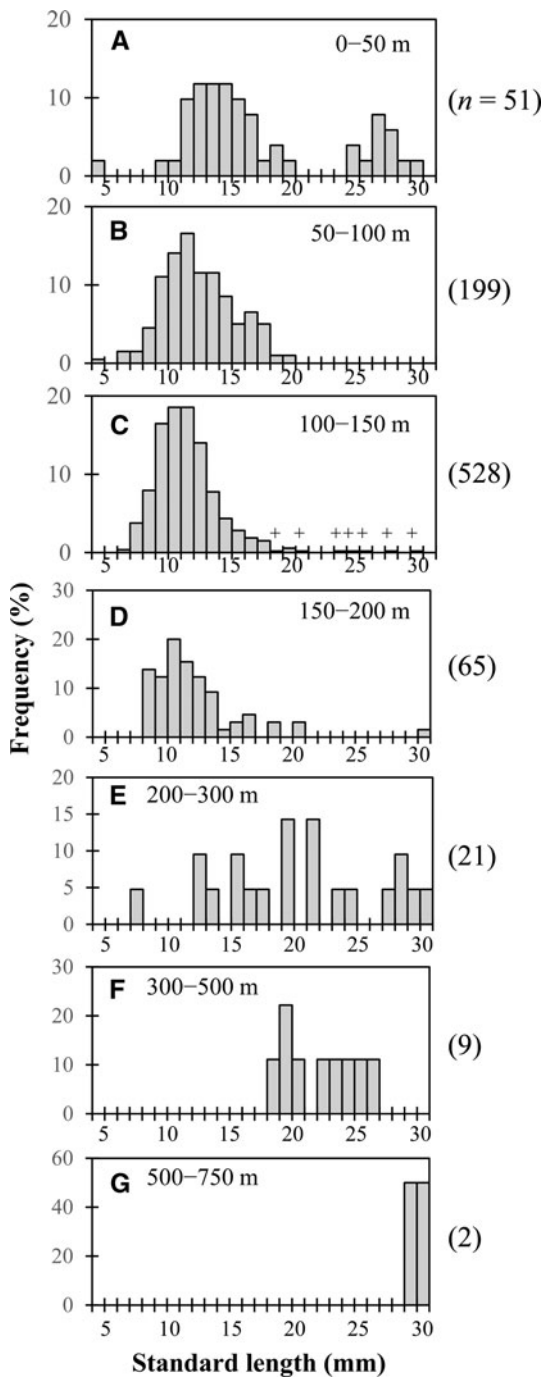 20
A
0−50 m
(n = 51)
10
0
5 10 15 20 25 30
20
B
50−100 m
(199)
10
0
5 10 15 20 25 30
20
C
100−150 m
(528)
10
+ + + + + + +
0
5 10 15 20 25 30
30
D
150−200 m
(65)
20
10
0
5 10 15 20 25 30
20
E
200−300 m
15
(21)
10
5
0
5 10 15 20 25 30
30
F
300−500 m
20
(9)
10
0
5 10 15 20 25 30
60
G
500−750 m
40
(2)
20
0
5 10 15 20 25 30
Frequency (%)
Standard length (mm)